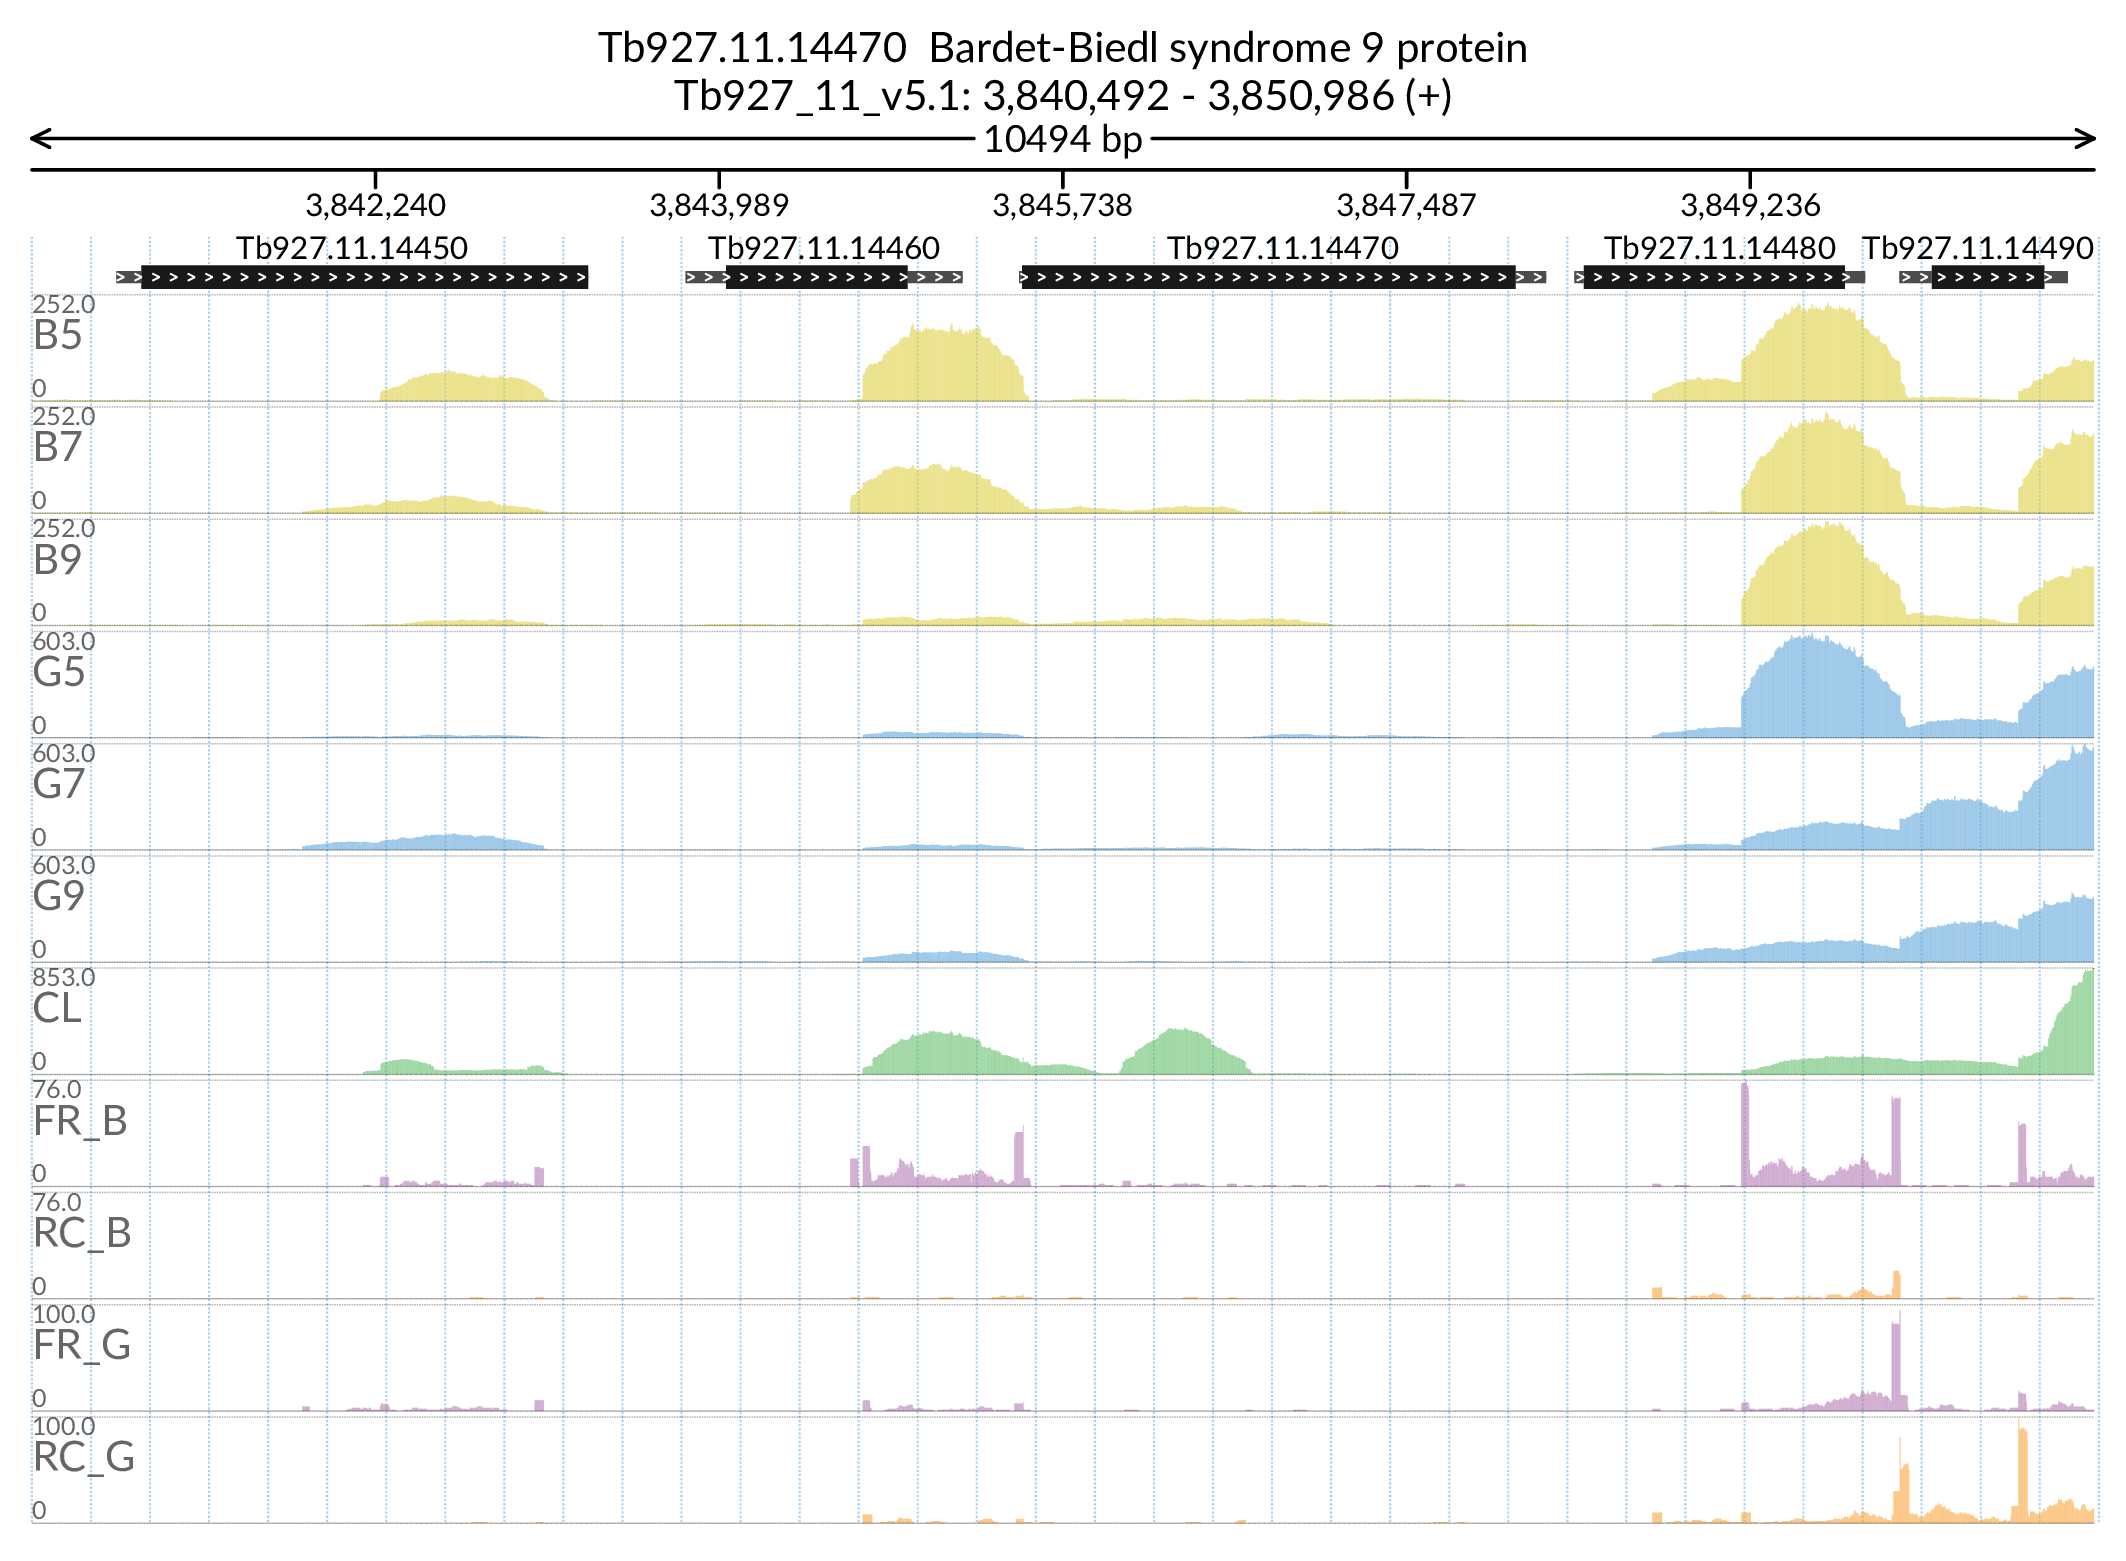 Tb927.11.14470 Bardet-Biedl syndrome 9 protein
Tb927_11_v5.1: 3,840,492 - 3,850,986 (+)
10494 bp
3,842,240 3,843,989 3,845,738 3,847,487 3,849,236
Tb927.11.14450 Tb927.11.14460 Tb927.11.14470 Tb927.11.14480 Tb927.11.14490
252.0
B5
0
252.0
B7
0
252.0
B9
0
603.0
G5
0
603.0
G7
0
603.0
G9
0
853.0
CL
0
76.0
FR_B
0
76.0
RC_B
0
100.0
FR_G
0
100.0
RC_G
0